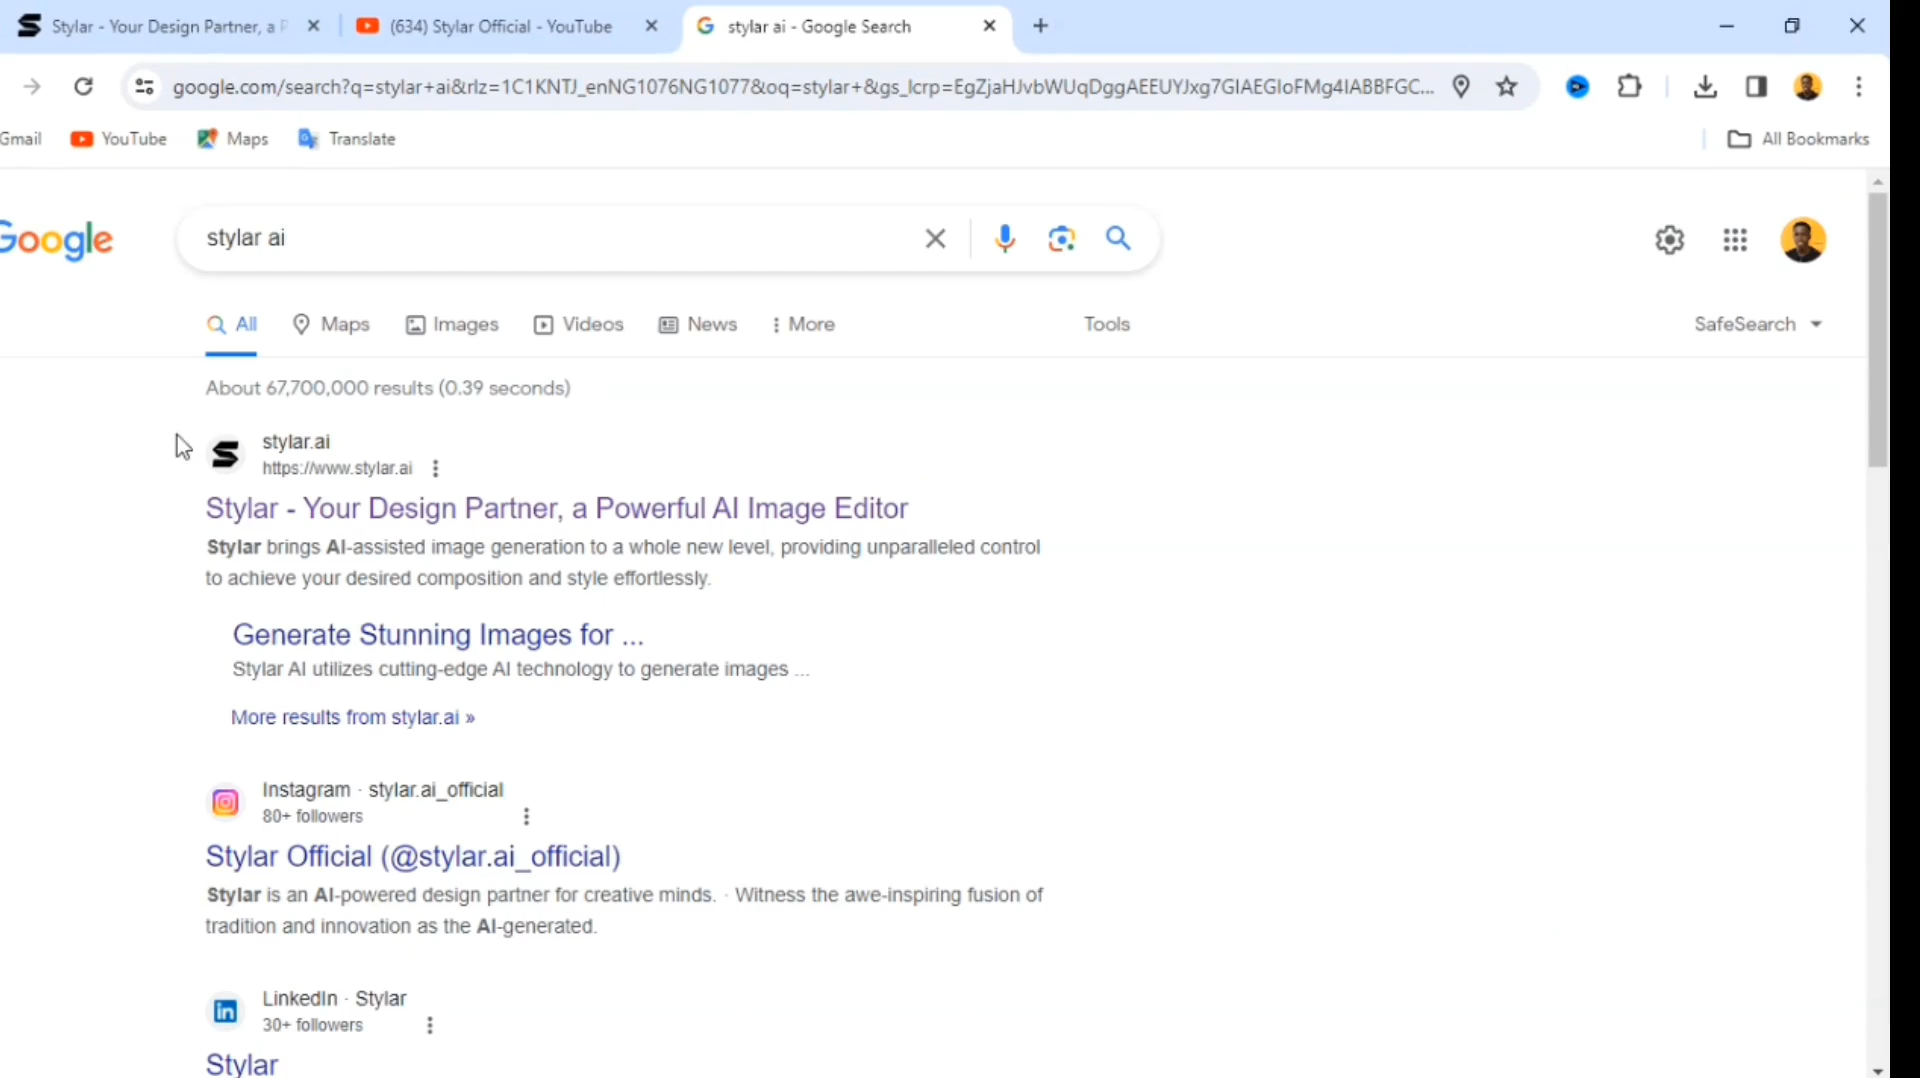 Stylar - Your Design Partner, a P
(634) Stylar Official - YouTube
stylar ai - Google Search
google.com/search?q=stylar+ai&rlz=1C1KNTJ_enNG1076NG1077&oq=stylar+&gs_lcrp=EgZjaHJvbWUqDggAEEUYJxg7GIAEGIoFMg4IABBFGC...
Gmail
YouTube
Maps
Translate
All Bookmarks
Google
stylar ai
All
Maps
Images
Videos
News
More
Tools
SafeSearch
About 67,700,000 results (0.39 seconds)
stylar.ai
https://www.stylar.ai
Stylar - Your Design Partner, a Powerful AI Image Editor
Stylar brings AI-assisted image generation to a whole new level, providing unparalleled control
to achieve your desired composition and style effortlessly.
Generate Stunning Images for ...
Stylar AI utilizes cutting-edge AI technology to generate images ...
More results from stylar.ai »
Instagram · stylar.ai_official
80+ followers
Stylar Official (@stylar.ai_official)
Stylar is an AI-powered design partner for creative minds. · Witness the awe-inspiring fusion of
tradition and innovation as the AI-generated.
LinkedIn · Stylar
30+ followers
Stylar